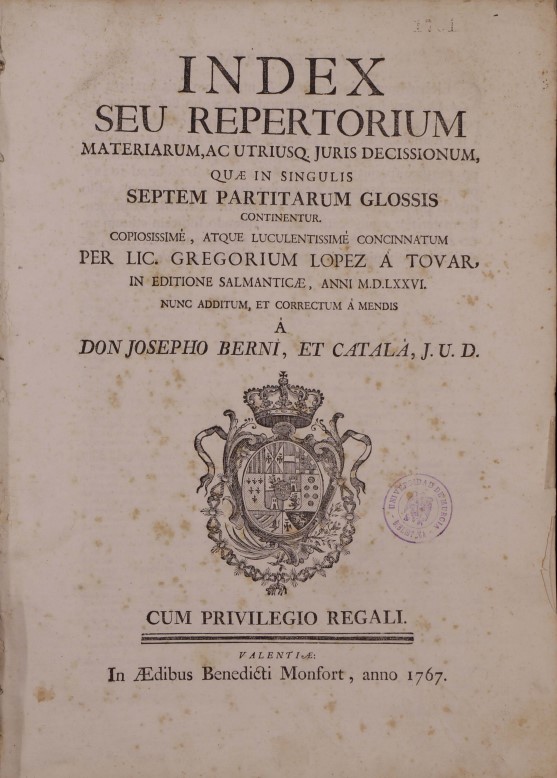 INDEX
SEU REPERTORIUM
MATERIARUM, AC UTRIUSQ. JURIS DECISSIONUM,
QUÆ IN SINGULIS
SEPTEM PARTITARUM GLOSSIS
CONTINENTUR.
COPIOSISSIMÉ, ATQUE LUCULENTISSIMÉ CONCINNATUM
PER LIC. GREGORIUM LOPEZ Á TOVAR,
IN EDITIONE SALMANTICÆ, ANNI M.D.LXXVI.
NUNC ADDITUM, ET CORRECTUM Á MENDIS
Á
DON JOSEPHO BERNÍ, ET CATALÁ, J. U. D.
CUM PRIVILEGIO REGALI.
VALENTIÆ:
In Ædibus Benedicti Monfort, anno 1767.